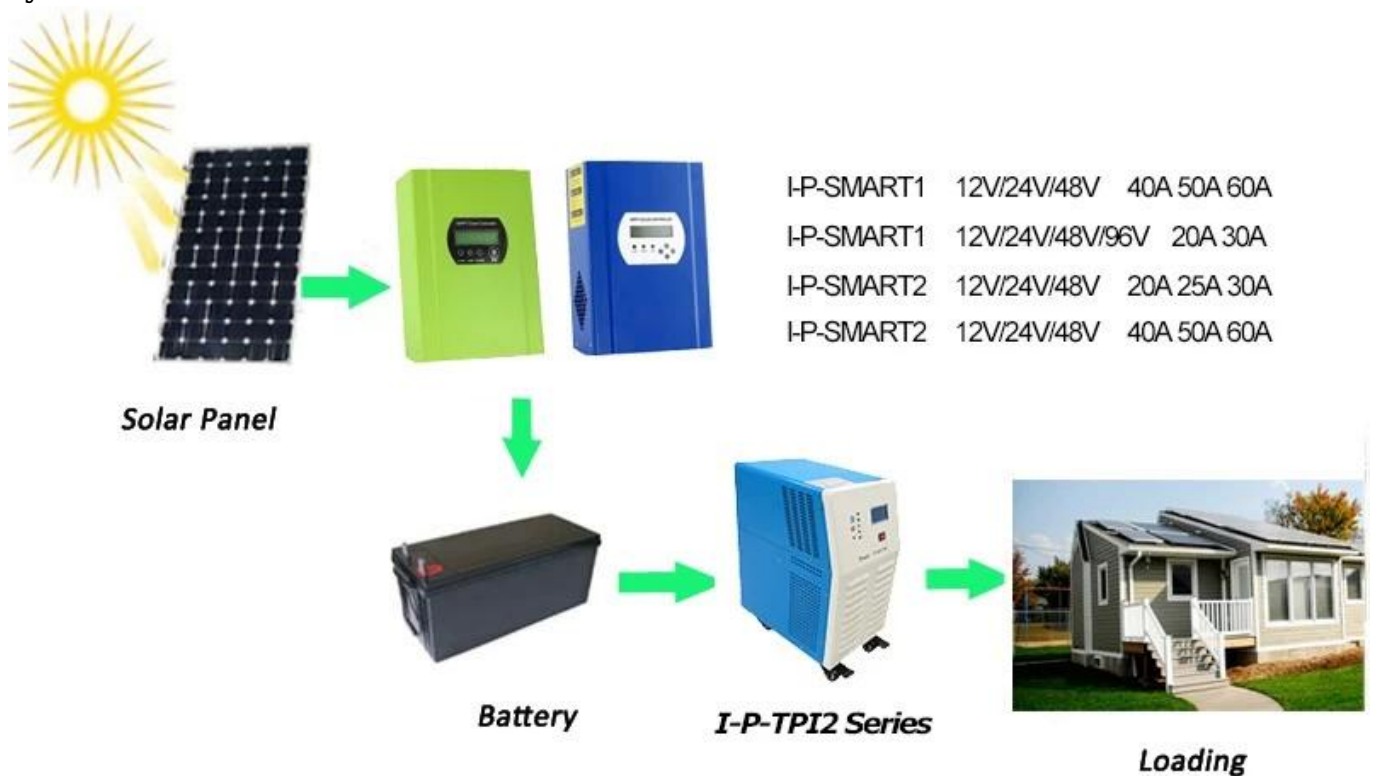 I-P-SMART1 12V/24V/48V 40A 50A 60A
I-P-SMART1 12V/24V/48V/96V 20A 30A
I-P-SMART2 12V/24V/48V 20A 25A 30A
I-P-SMART2 12V/24V/48V 40A 50A 60A
Solar Panel
Battery
I-P-TPI2 Series
Loading